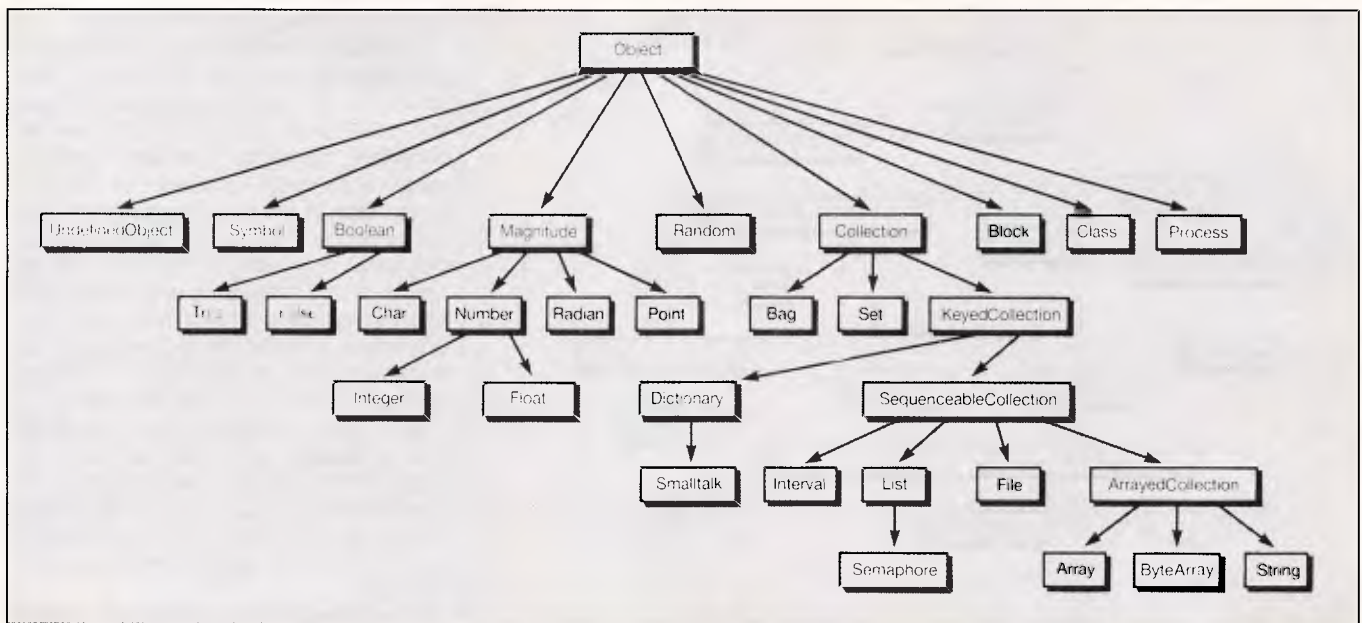 Object
UndefinedObject Symbol Boolean Magnitude Random Collection Block Class Process
Char Number Radian Point Bag Set KeyedCollection
Integer Float Dictionary SequenceableCollection
Smalltalk Interval List File ArrayedCollection
Semaphore Array ByteArray String